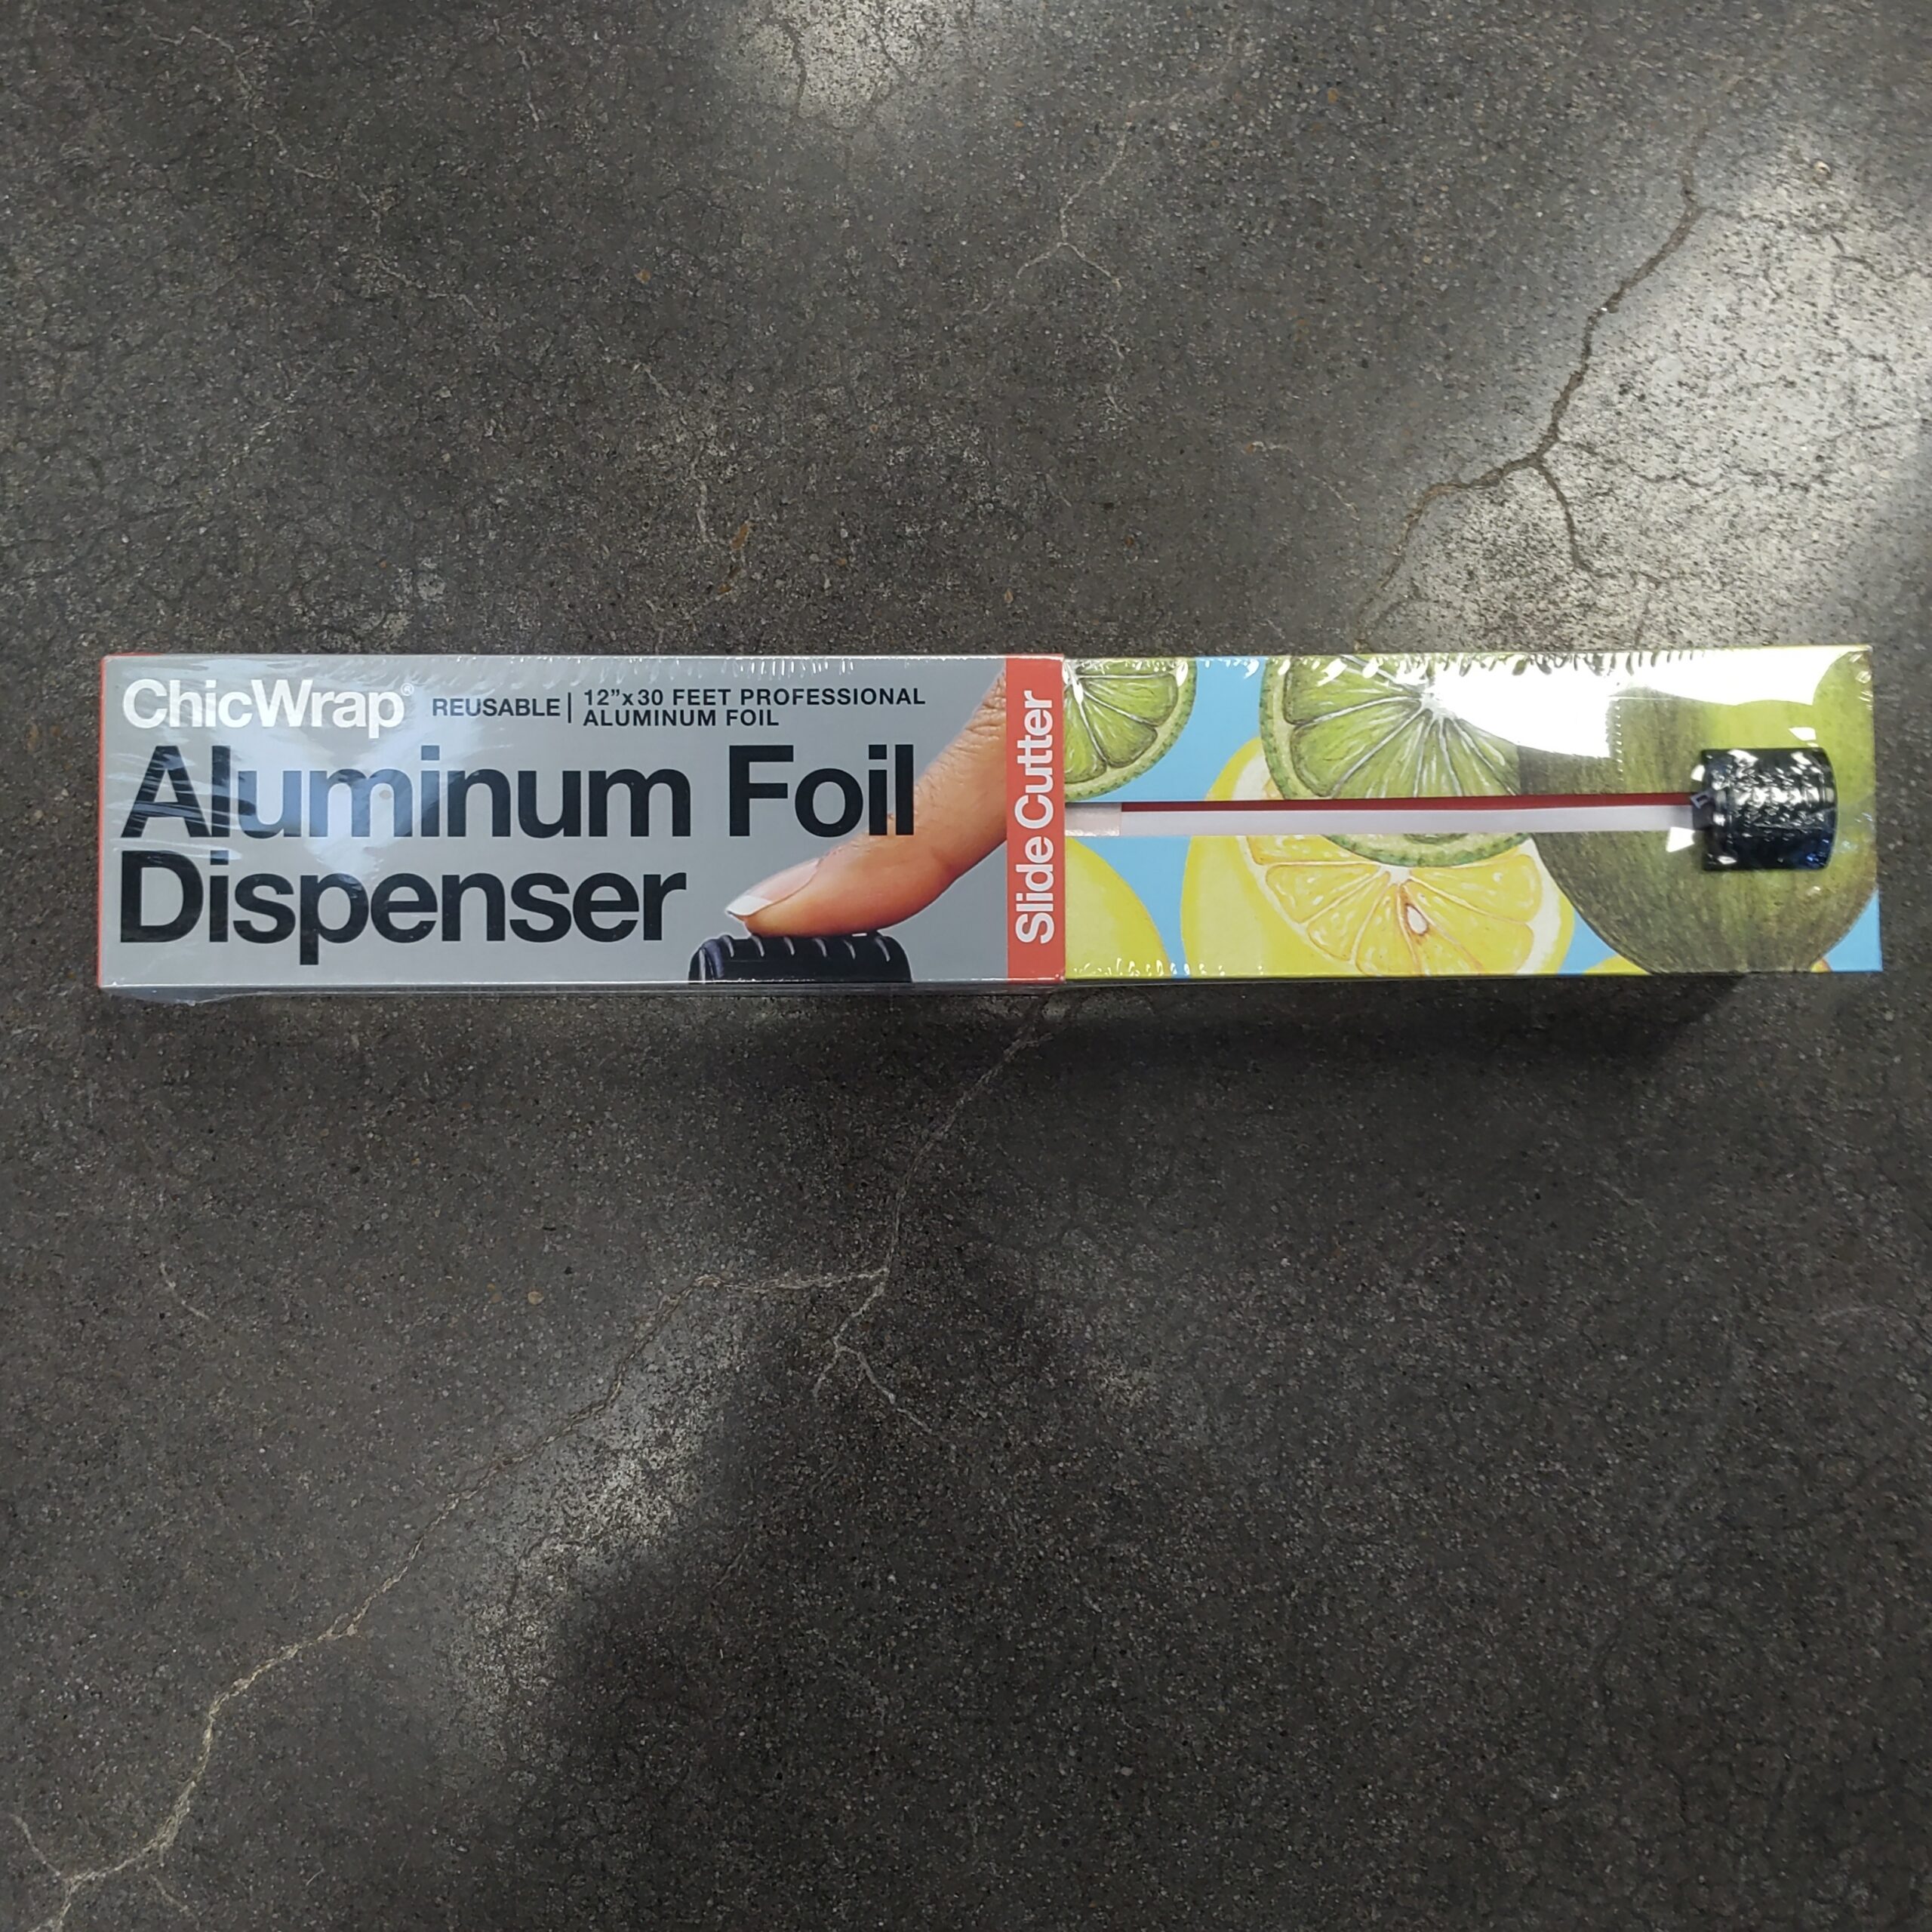 ChicWrap®
REUSABLE | 12”x30 FEET PROFESSIONAL
ALUMINUM FOIL
Aluminum Foil
Dispenser
Slide Cutter